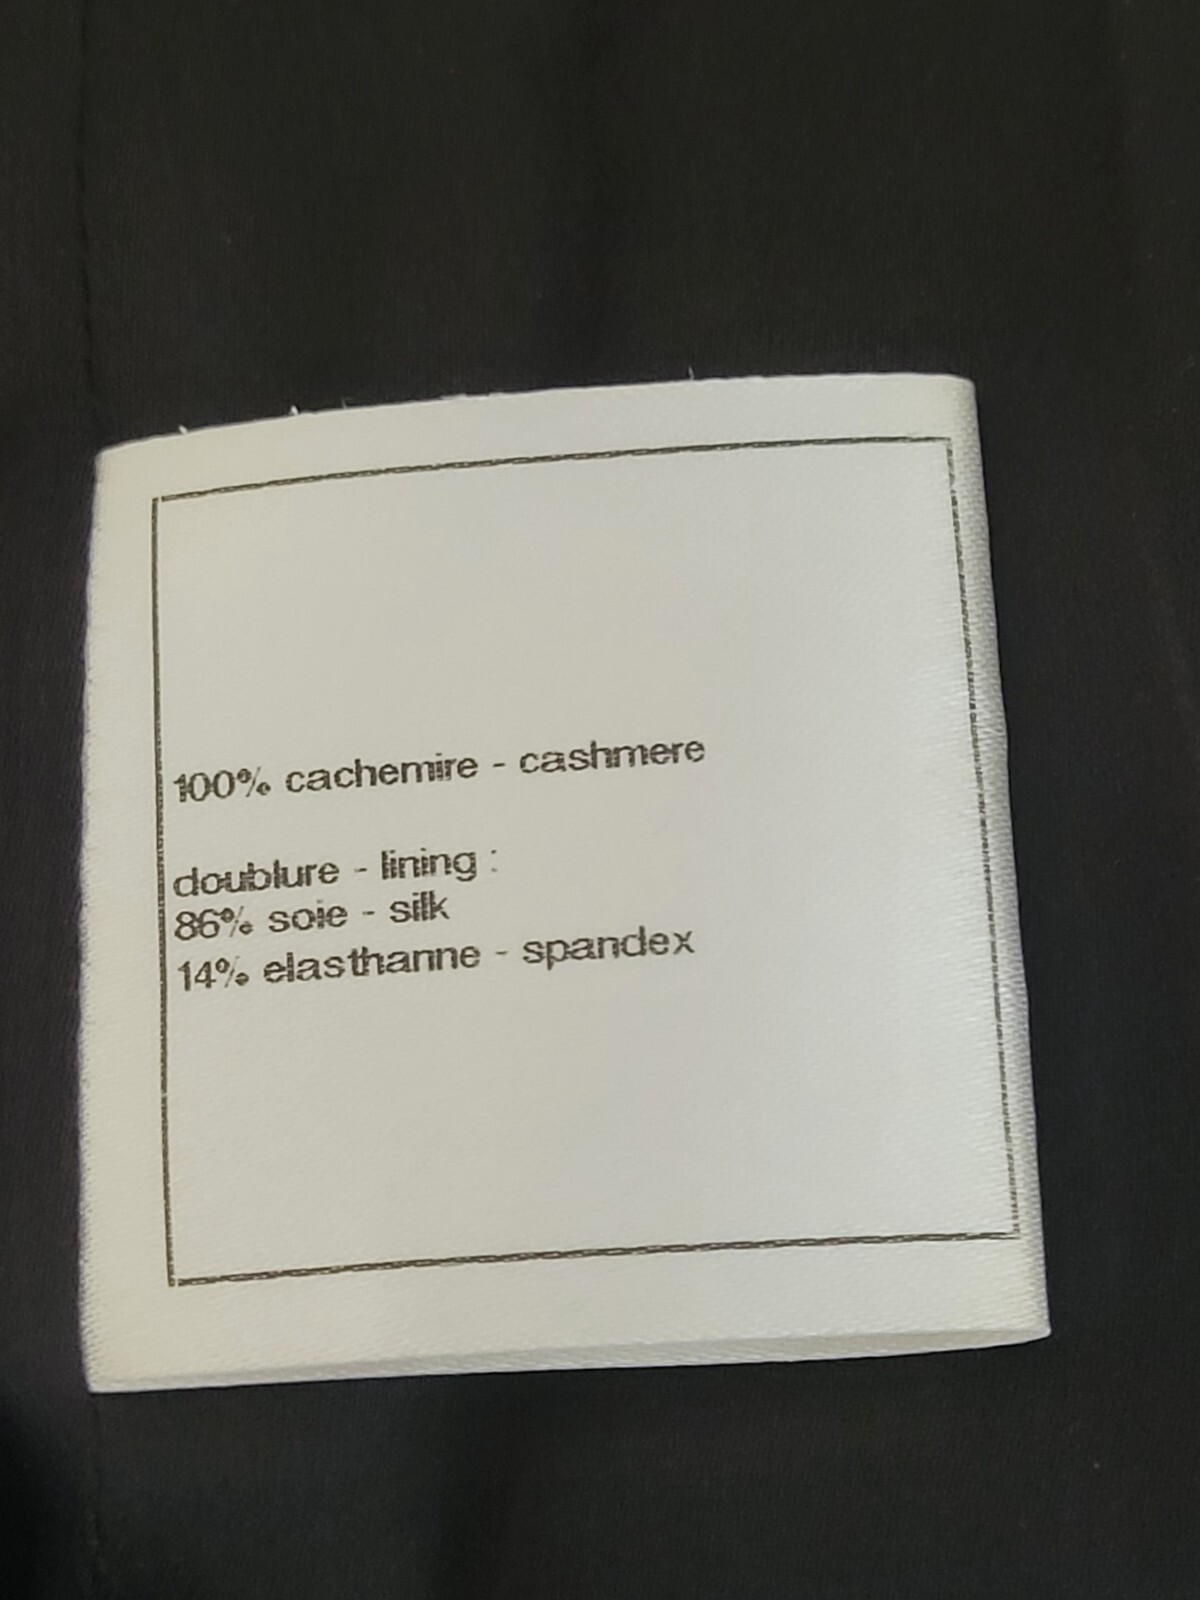 100% cachemire - cashmere
doublure - lining :
86% soie - silk
14% elasthanne - spandex